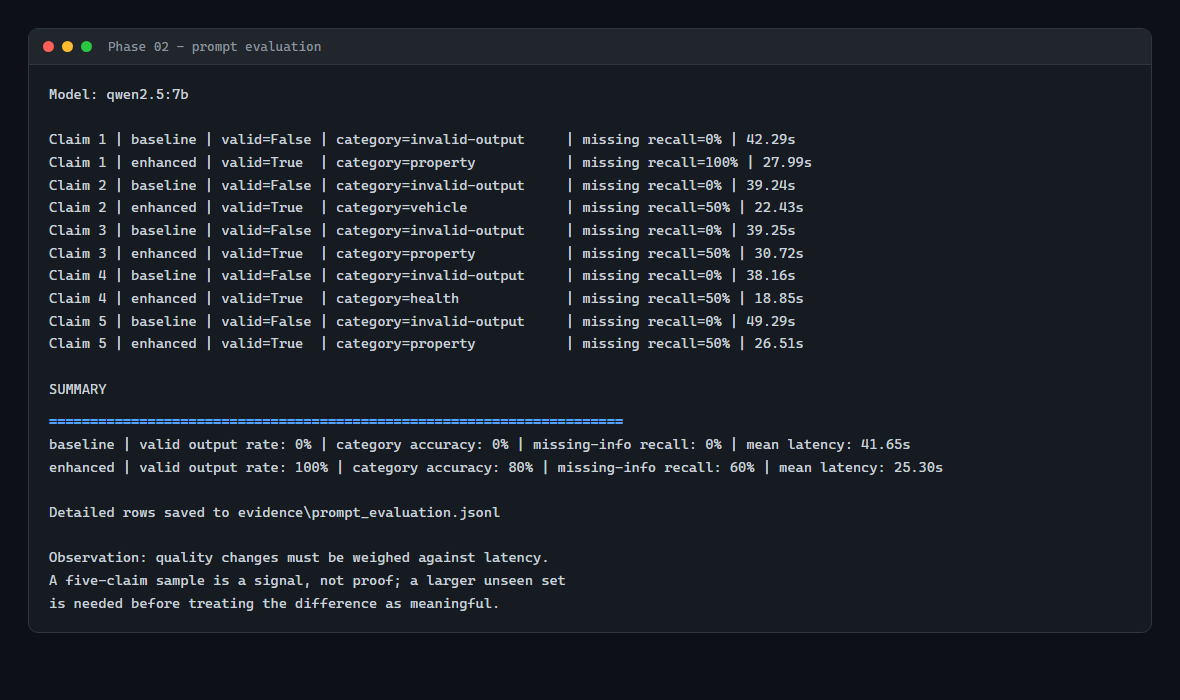 Phase 02 - prompt evaluation
Model: qwen2.5:7b
Claim 1 | baseline | valid=False | category=invalid-output     | missing recall=0% | 42.29s
Claim 1 | enhanced | valid=True  | category=property           | missing recall=100% | 27.99s
Claim 2 | baseline | valid=False | category=invalid-output     | missing recall=0% | 39.24s
Claim 2 | enhanced | valid=True  | category=vehicle            | missing recall=50% | 22.43s
Claim 3 | baseline | valid=False | category=invalid-output     | missing recall=0% | 39.25s
Claim 3 | enhanced | valid=True  | category=property           | missing recall=50% | 30.72s
Claim 4 | baseline | valid=False | category=invalid-output     | missing recall=0% | 38.16s
Claim 4 | enhanced | valid=True  | category=health             | missing recall=50% | 18.85s
Claim 5 | baseline | valid=False | category=invalid-output     | missing recall=0% | 49.29s
Claim 5 | enhanced | valid=True  | category=property           | missing recall=50% | 26.51s
SUMMARY
======================================================================
baseline | valid output rate: 0% | category accuracy: 0% | missing-info recall: 0% | mean latency: 41.65s
enhanced | valid output rate: 100% | category accuracy: 80% | missing-info recall: 60% | mean latency: 25.30s
Detailed rows saved to evidence\prompt_evaluation.jsonl
Observation: quality changes must be weighed against latency.
A five-claim sample is a signal, not proof; a larger unseen set
is needed before treating the difference as meaningful.